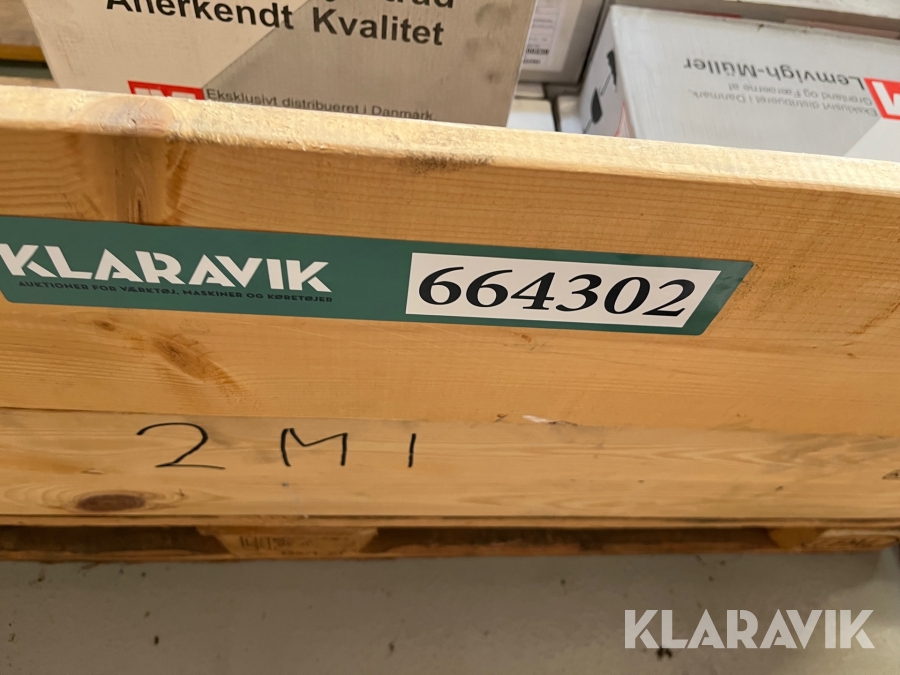 Anerkendt Kvalitet
Eksklusivt distribueret i Danmark
Lemvigh-Müller
Eksklusivt distribueret i Danmark,
Grønland og Færøerne af
KLARAVIK
AUKTIONER FOR VÆRKTØJ, MASKINER OG KØRETØJER
664302
2 M 1
KLARAVIK